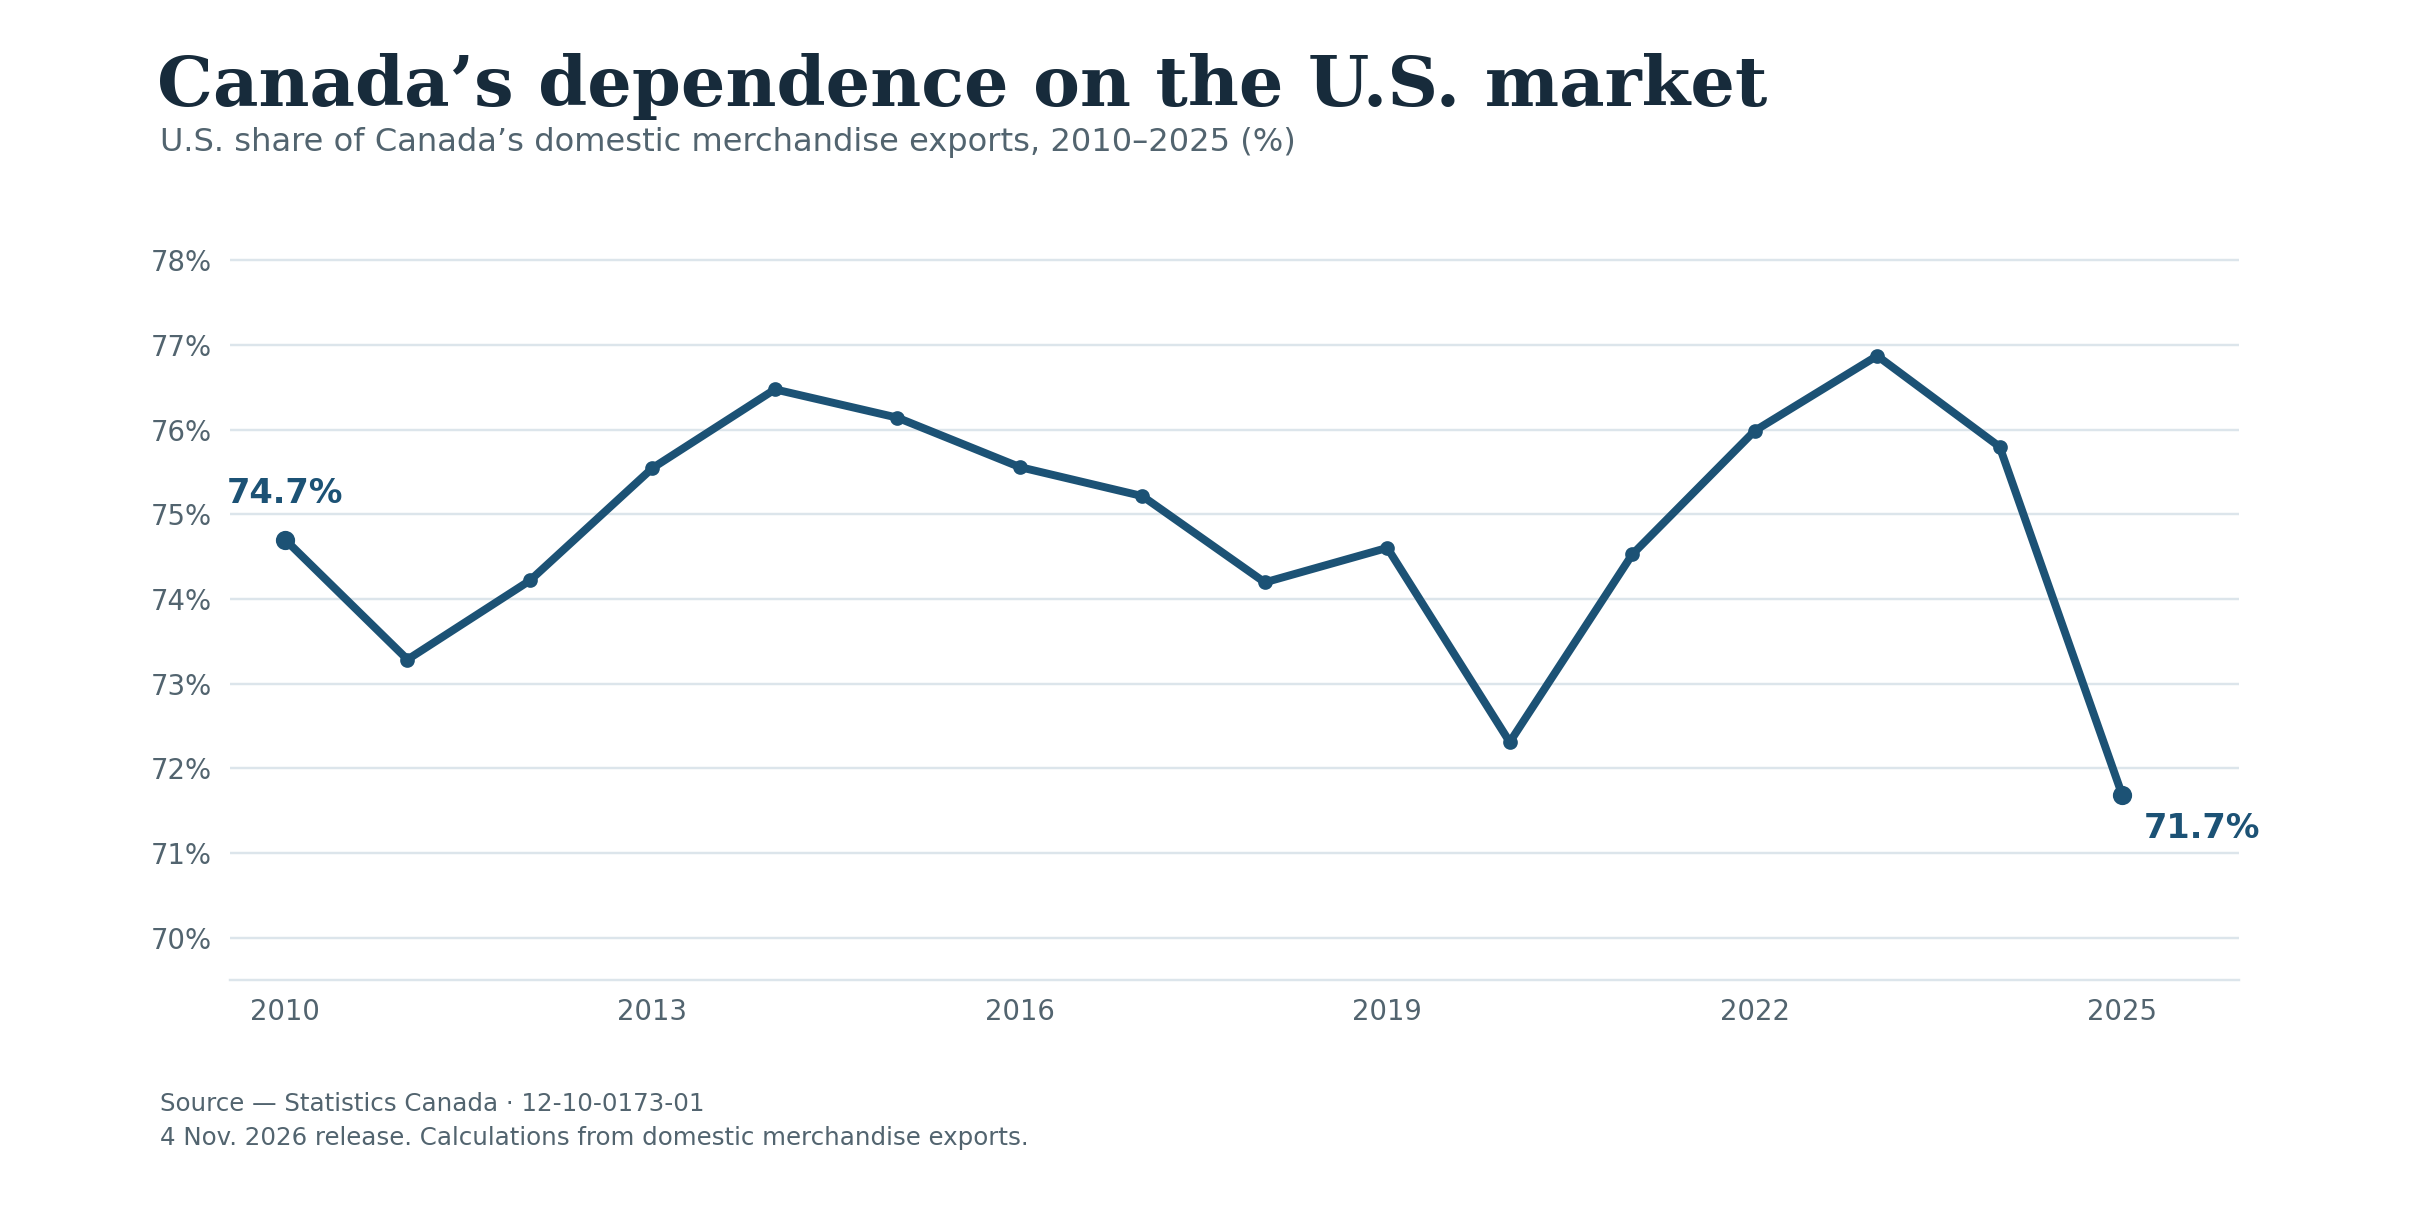 Canada’s dependence on the U.S. market
U.S. share of Canada’s domestic merchandise exports, 2010–2025 (%)
78%
77%
76%
74.7%
75%
74%
73%
72%
71.7%
71%
70%
2010 2013 2016 2019 2022 2025
Source — Statistics Canada · 12-10-0173-01
4 Nov. 2026 release. Calculations from domestic merchandise exports.